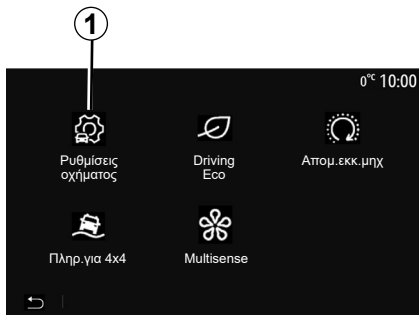 1
0°C 10:00
Ρυθμίσεις
οχήματος
Driving
Eco
Απομ.εκκ.μηχ
Πληρ.για 4x4
Multisense